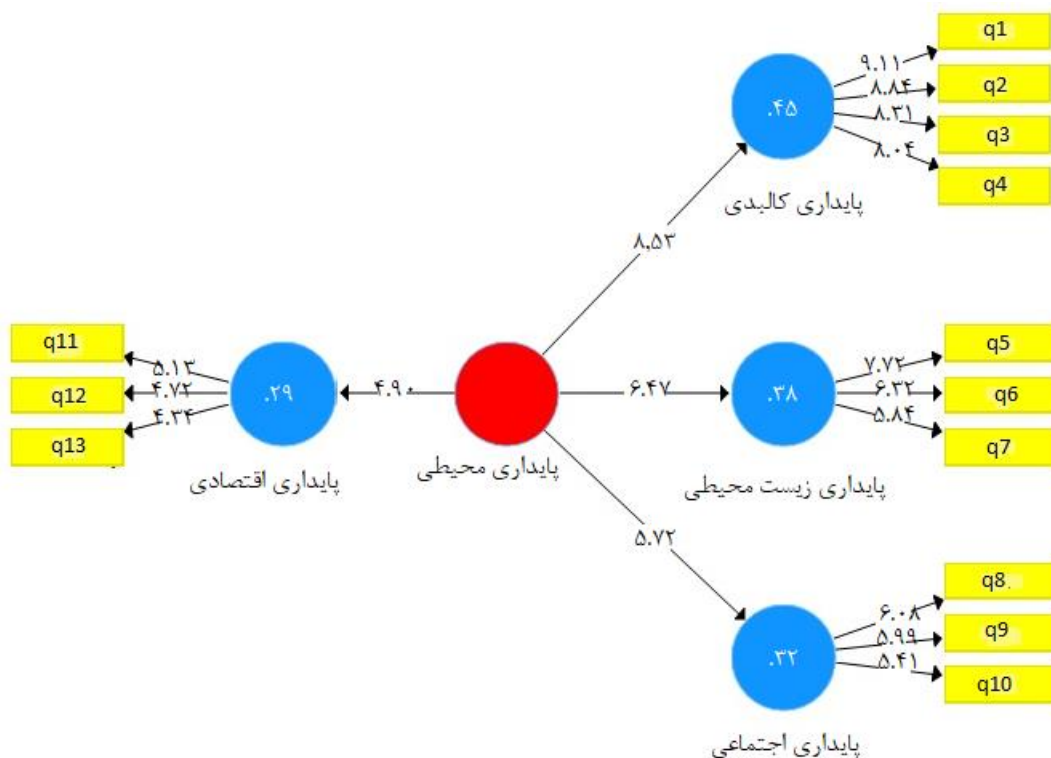 q1
۹.۱۱
q2
۸.۸۴
.۴۵
q3
۸.۳۱
q4
۸.۰۴
پایداری کالبدی
۸,۵۳
q11
۵.۱۳
q12
۴.۷۲
q13
۴.۳۴
.۲۹
۴.۹۰
۶.۴۷
.۳۸
q5
۷.۷۲
q6
۶.۳۲
q7
۵.۸۴
پایداری اقتصادی
پایداری محیطی
پایداری زیست محیطی
۵.۷۲
q8.
۶.۰۸
q9
۵.۹۹
.۳۲
q10
۵.۴۱
پایداری اجتماعی